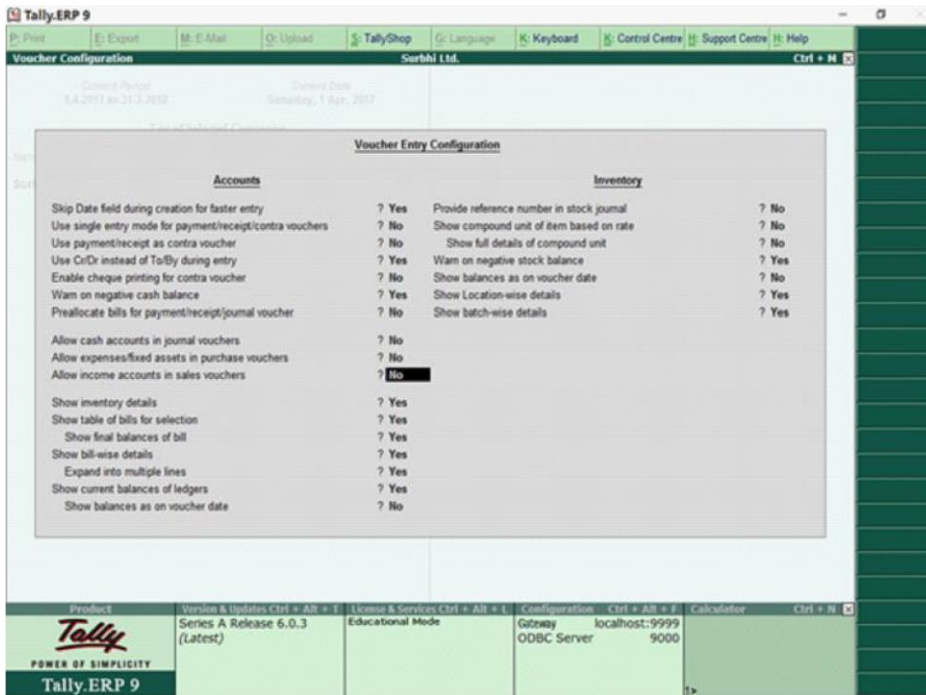 Tally.ERP 9
P: Print E: Export M: E-Mail O: Upload S: TallyShop G: Language K: Keyboard K: Control Centre H: Support Centre H: Help
Voucher Configuration Surbhi Ltd. Ctrl + M
Current Period Current Date
1.4.2017 to 31.3.2018 Saturday, 1 Apr, 2017
List of Selected Companies
Voucher Entry Configuration
Accounts Inventory
Skip Date field during creation for faster entry ? Yes Provide reference number in stock journal ? No
Use single entry mode for payment/receipt/contra vouchers ? No Show compound unit of item based on rate ? No
Use payment/receipt as contra voucher ? No Show full details of compound unit ? No
Use Cr/Dr instead of To/By during entry ? Yes Warn on negative stock balance ? Yes
Enable cheque printing for contra voucher ? No Show balances as on voucher date ? No
Warn on negative cash balance ? Yes Show Location-wise details ? Yes
Preallocate bills for payment/receipt/journal voucher ? No Show batch-wise details ? Yes
Allow cash accounts in journal vouchers ? No
Allow expenses/fixed assets in purchase vouchers ? No
Allow income accounts in sales vouchers ? No
Show inventory details ? Yes
Show table of bills for selection ? Yes
Show final balances of bill ? Yes
Show bill-wise details ? Yes
Expand into multiple lines ? Yes
Show current balances of ledgers ? Yes
Show balances as on voucher date ? No
Product Version & Updates Ctrl + Alt + T License & Services Ctrl + Alt + L Configuration Ctrl + Alt + F Calculator Ctrl + N
Tally Series A Release 6.0.3 Educational Mode Gateway localhost:9999
(Latest) ODBC Server 9000
POWER OF SIMPLICITY
Tally.ERP 9 1>